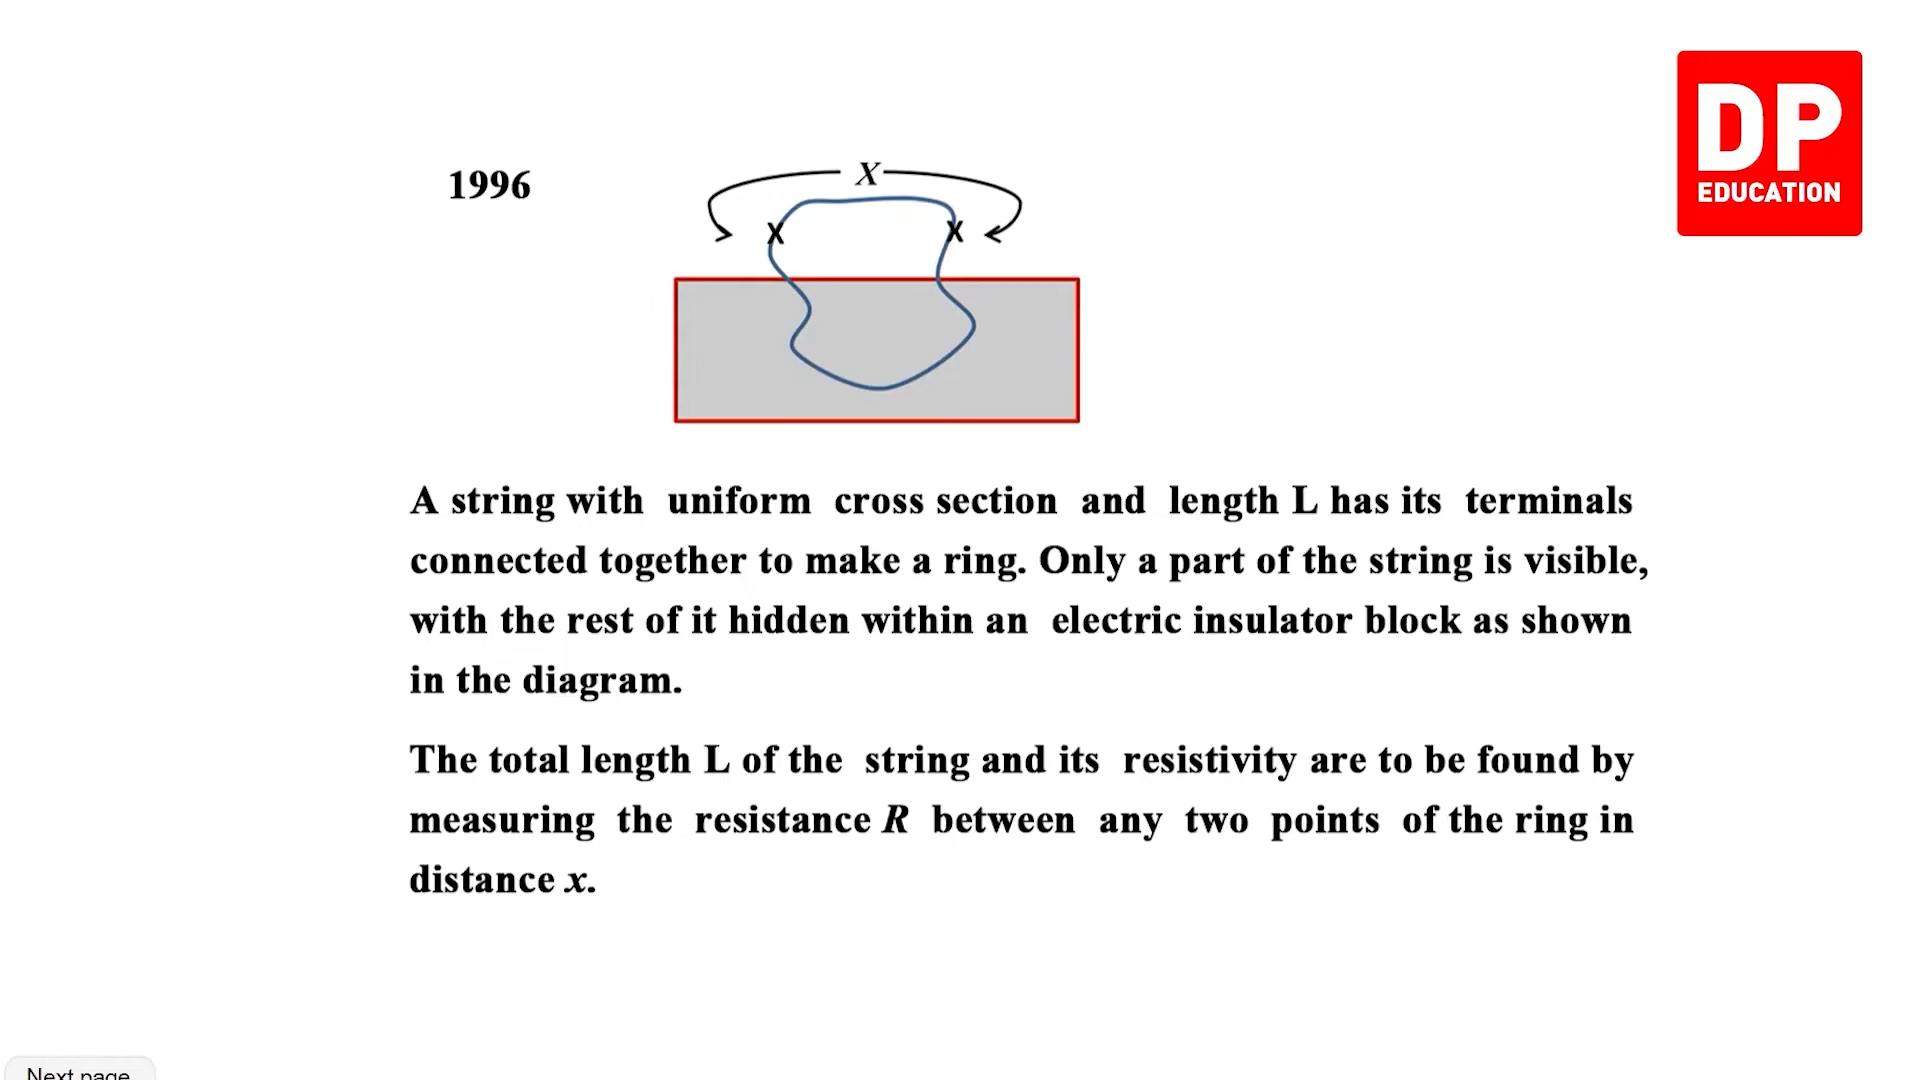 DP
EDUCATION
1996
X
X
X
A string with uniform cross section and length L has its terminals
connected together to make a ring. Only a part of the string is visible,
with the rest of it hidden within an electric insulator block as shown
in the diagram.
The total length L of the string and its resistivity are to be found by
measuring the resistance R between any two points of the ring in
distance x.
Next page